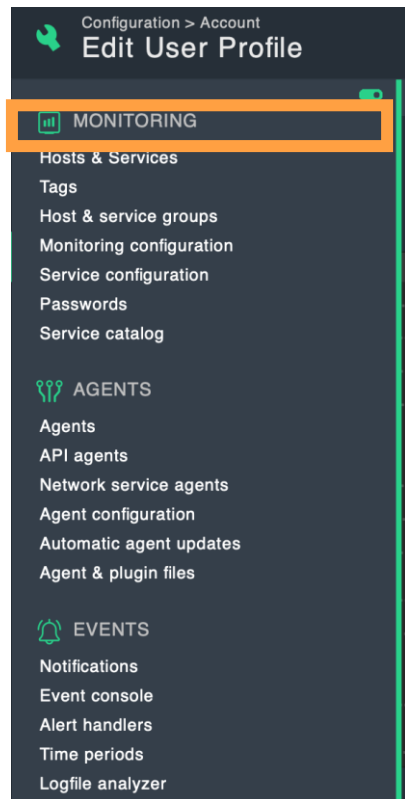 Configuration > Account
Edit User Profile
MONITORING
Hosts & Services
Tags
Host & service groups
Monitoring configuration
Service configuration
Passwords
Service catalog
AGENTS
Agents
API agents
Network service agents
Agent configuration
Automatic agent updates
Agent & plugin files
EVENTS
Notifications
Event console
Alert handlers
Time periods
Logfile analyzer